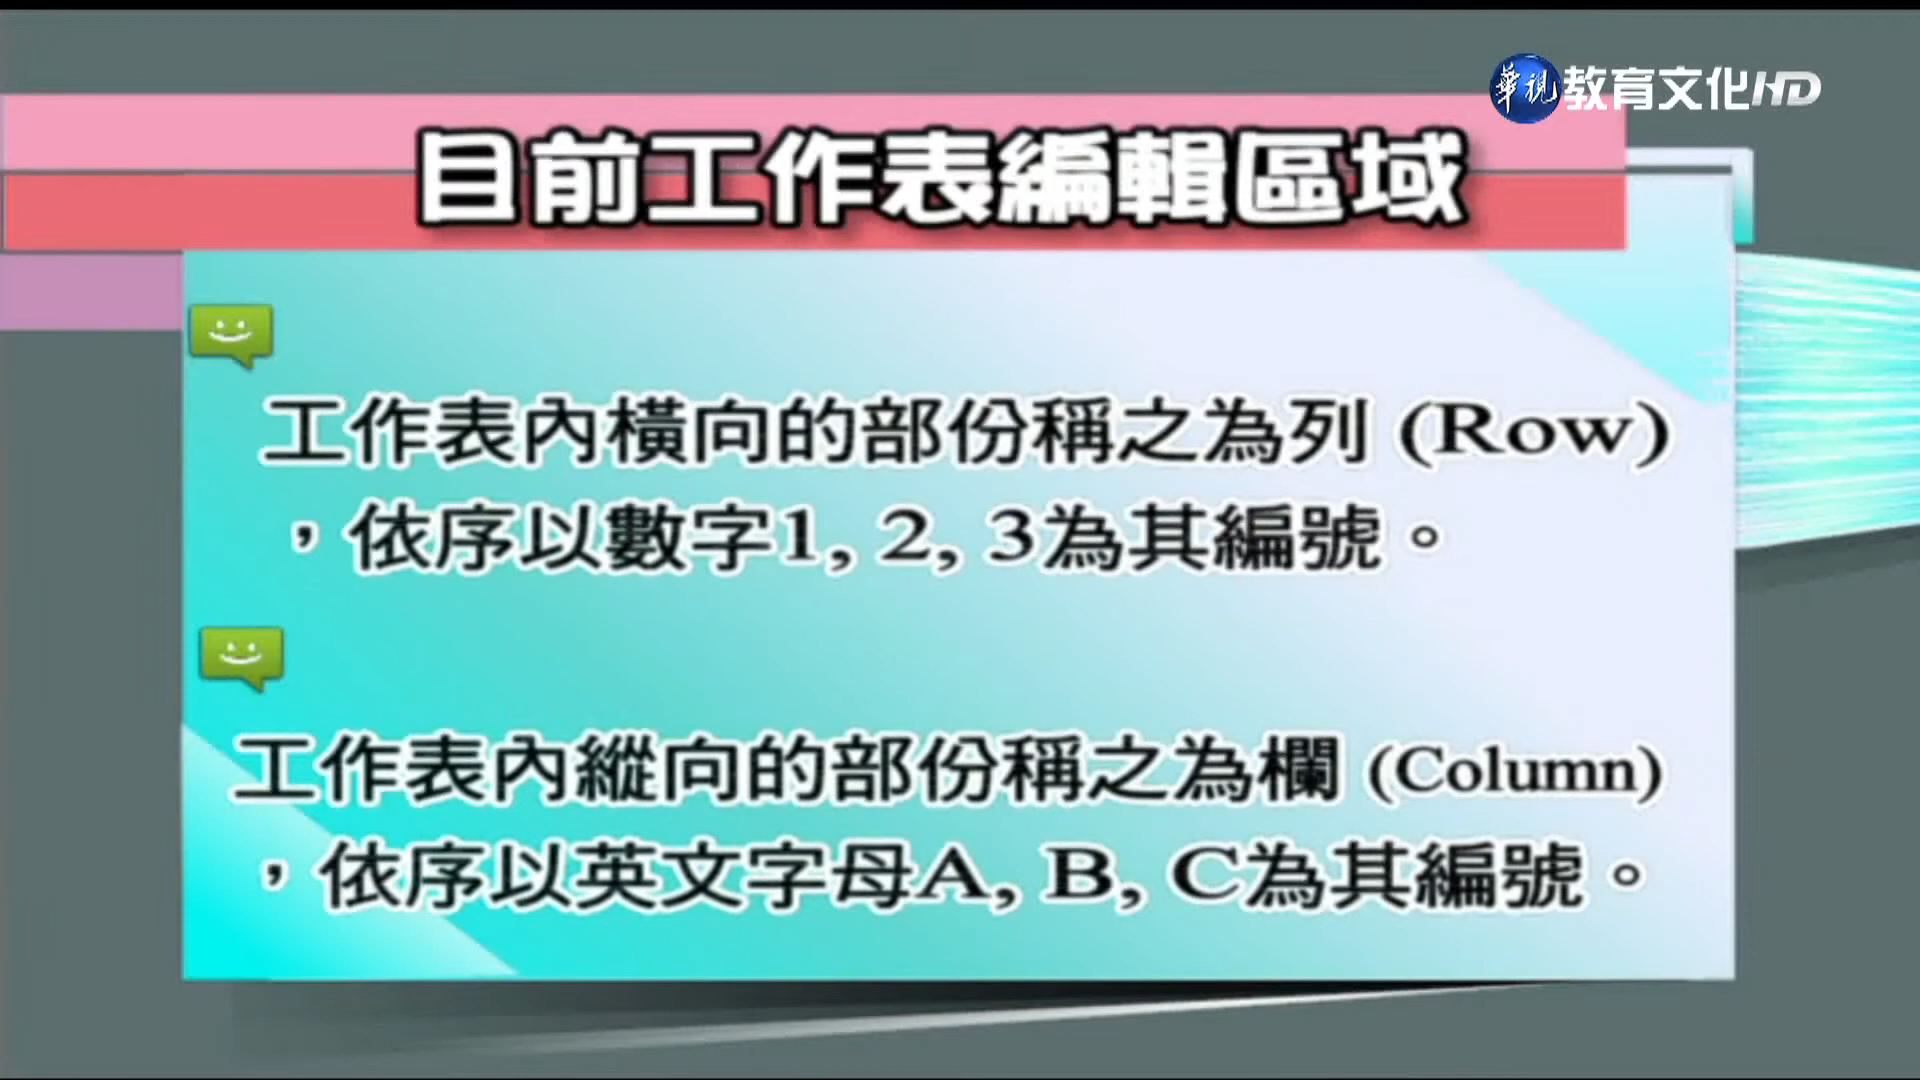 華視 教育文化HD
目前工作表編輯區域
工作表內橫向的部份稱之為列 (Row)
，依序以數字1, 2, 3為其編號。
工作表內縱向的部份稱之為欄 (Column)
，依序以英文字母A, B, C為其編號。